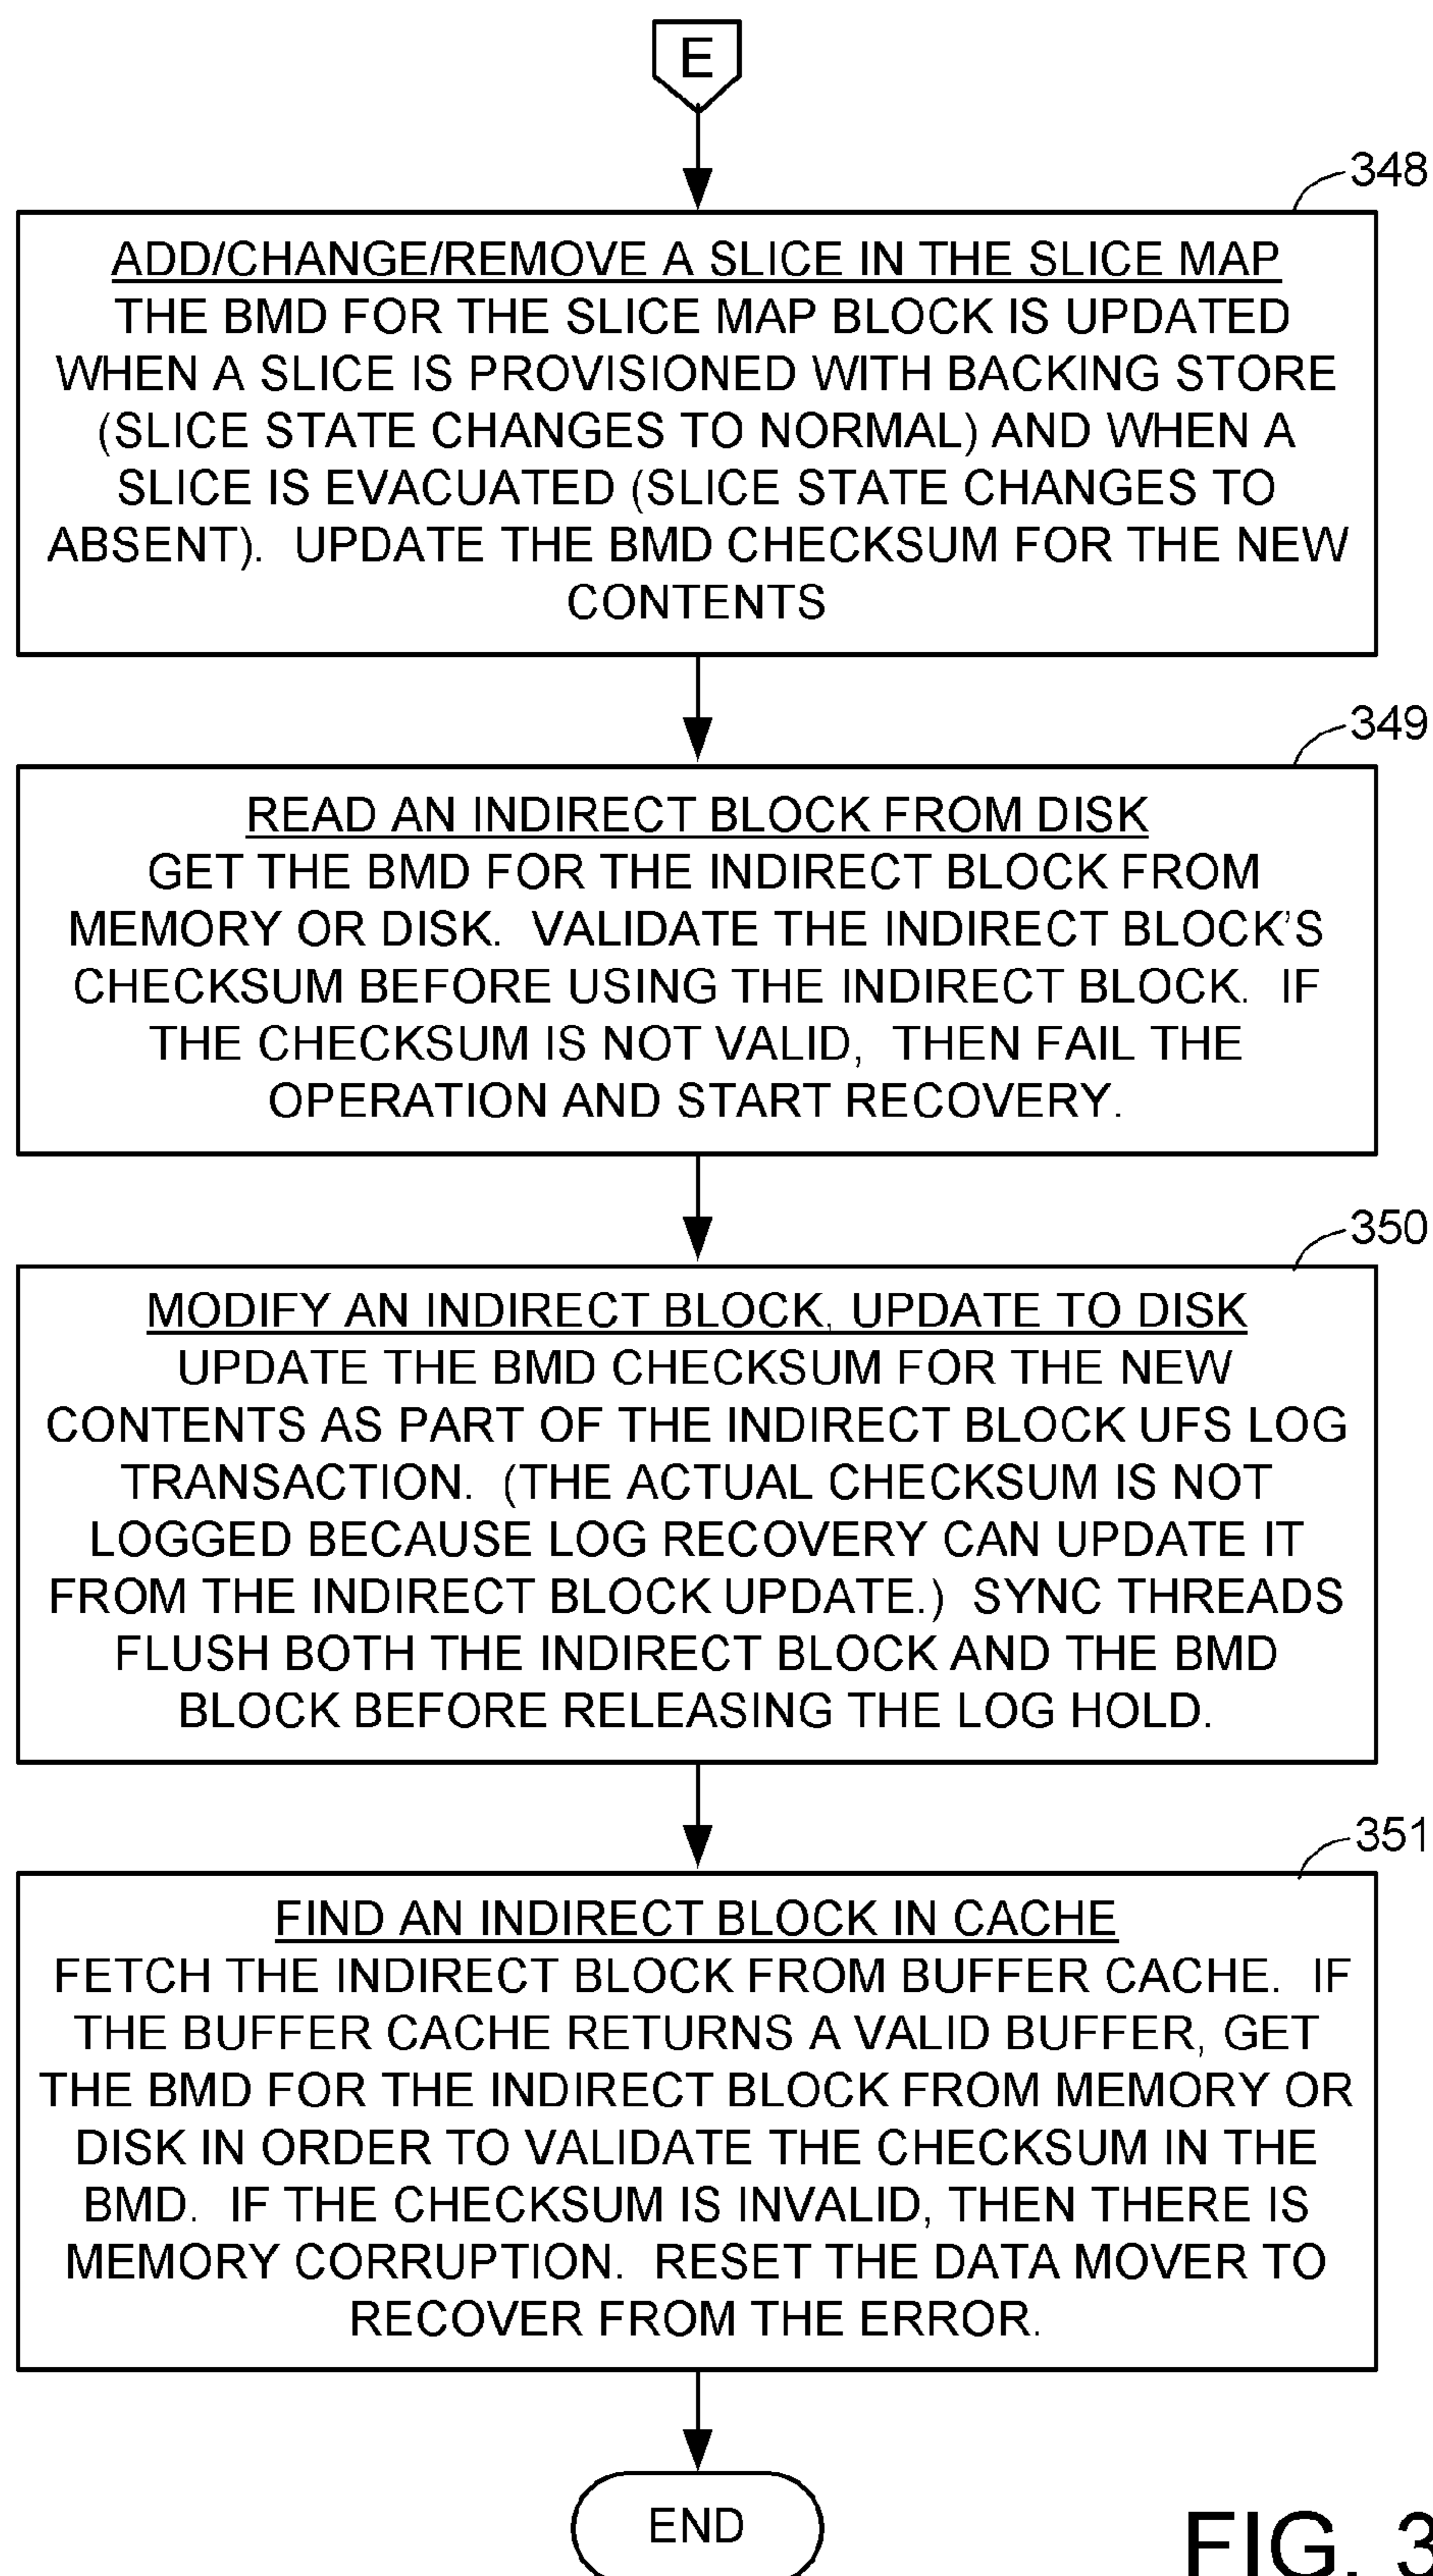 E
348
ADD/CHANGE/REMOVE A SLICE IN THE SLICE MAP
THE BMD FOR THE SLICE MAP BLOCK IS UPDATED
WHEN A SLICE IS PROVISIONED WITH BACKING STORE
(SLICE STATE CHANGES TO NORMAL) AND WHEN A
SLICE IS EVACUATED (SLICE STATE CHANGES TO
ABSENT). UPDATE THE BMD CHECKSUM FOR THE NEW
CONTENTS
349
READ AN INDIRECT BLOCK FROM DISK
GET THE BMD FOR THE INDIRECT BLOCK FROM
MEMORY OR DISK. VALIDATE THE INDIRECT BLOCK’S
CHECKSUM BEFORE USING THE INDIRECT BLOCK. IF
THE CHECKSUM IS NOT VALID, THEN FAIL THE
OPERATION AND START RECOVERY.
350
MODIFY AN INDIRECT BLOCK, UPDATE TO DISK
UPDATE THE BMD CHECKSUM FOR THE NEW
CONTENTS AS PART OF THE INDIRECT BLOCK UFS LOG
TRANSACTION. (THE ACTUAL CHECKSUM IS NOT
LOGGED BECAUSE LOG RECOVERY CAN UPDATE IT
FROM THE INDIRECT BLOCK UPDATE.) SYNC THREADS
FLUSH BOTH THE INDIRECT BLOCK AND THE BMD
BLOCK BEFORE RELEASING THE LOG HOLD.
351
FIND AN INDIRECT BLOCK IN CACHE
FETCH THE INDIRECT BLOCK FROM BUFFER CACHE. IF
THE BUFFER CACHE RETURNS A VALID BUFFER, GET
THE BMD FOR THE INDIRECT BLOCK FROM MEMORY OR
DISK IN ORDER TO VALIDATE THE CHECKSUM IN THE
BMD. IF THE CHECKSUM IS INVALID, THEN THERE IS
MEMORY CORRUPTION. RESET THE DATA MOVER TO
RECOVER FROM THE ERROR.
END
FIG. 3